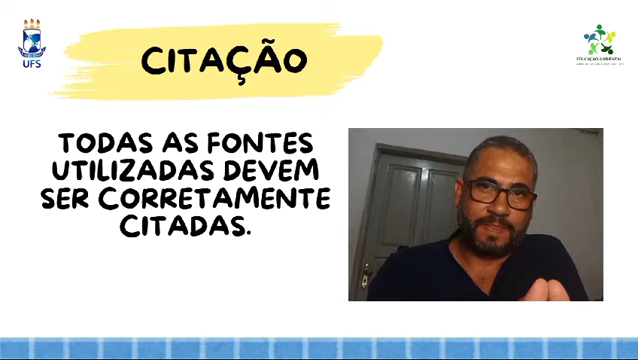 CITAÇÃO
UFS
EDUCAÇÃO AMBIENTAL
TODAS AS FONTES
UTILIZADAS DEVEM
SER CORRETAMENTE
CITADAS.